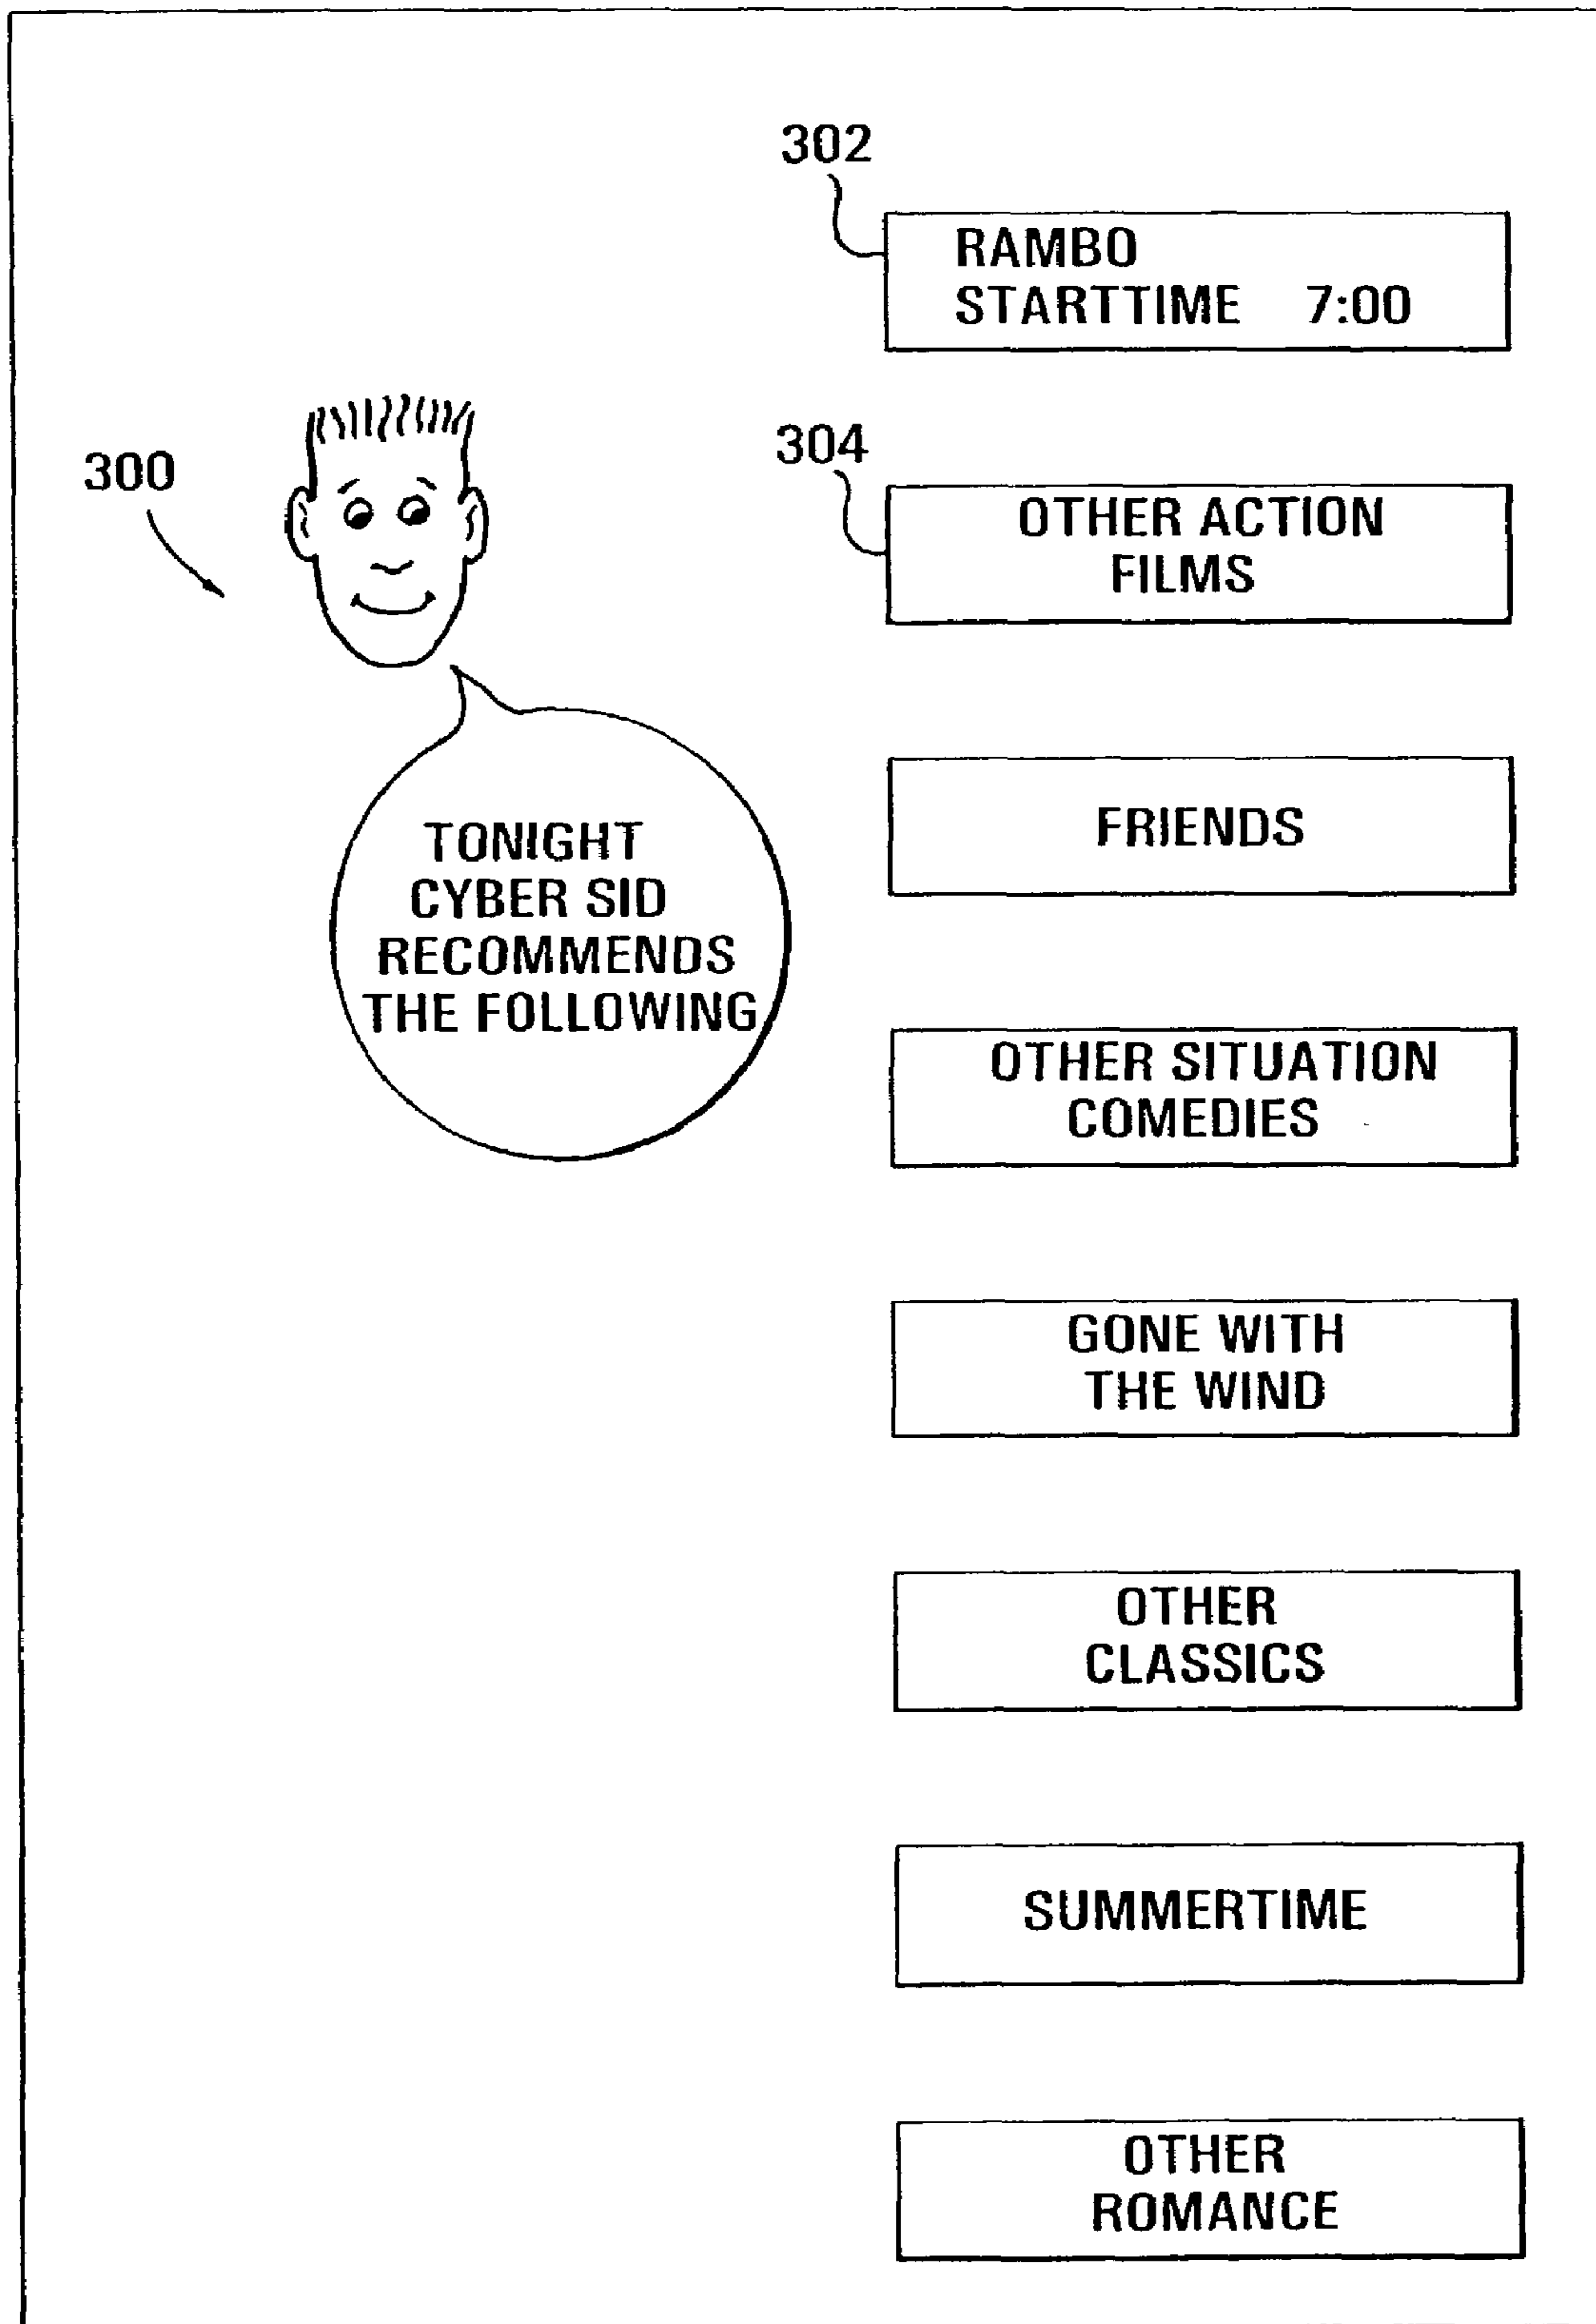 302
RAMBO
STARTTIME 7:00
300
304
OTHER ACTION
FILMS
FRIENDS
TONIGHT
CYBER SID
RECOMMENDS
THE FOLLOWING
OTHER SITUATION
COMEDIES
GONE WITH
THE WIND
OTHER
CLASSICS
SUMMERTIME
OTHER
ROMANCE